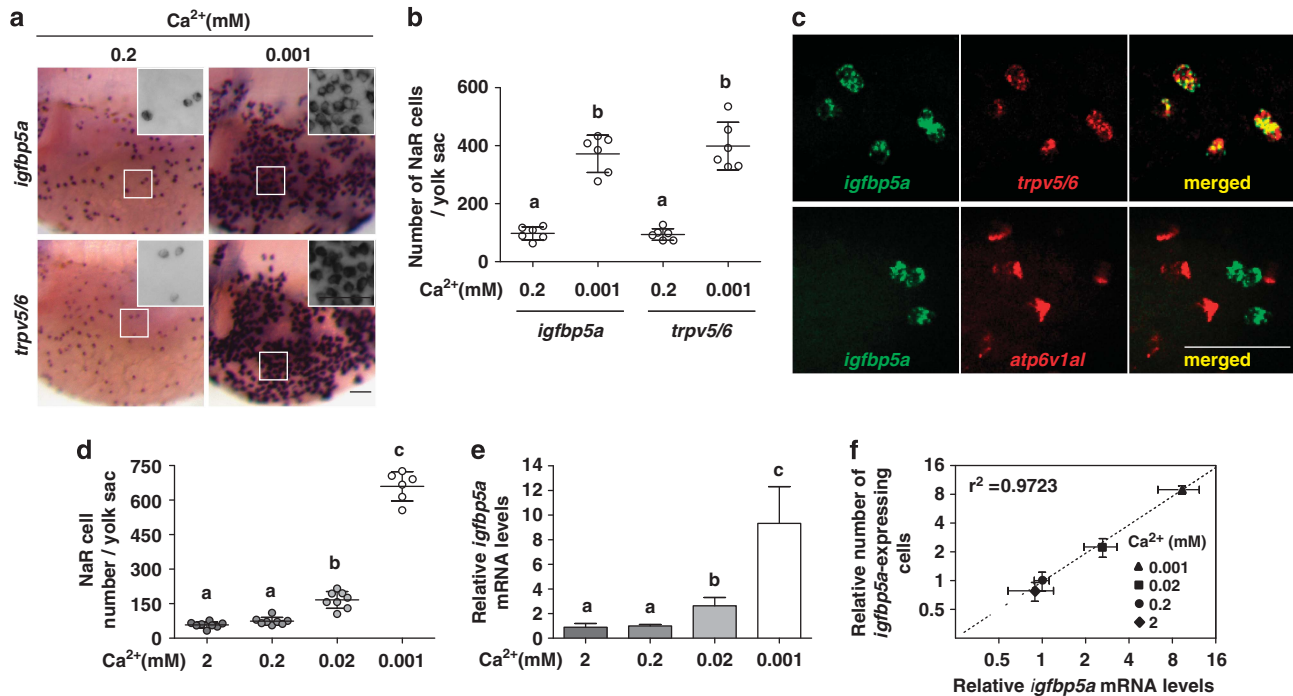 a
Ca²⁺(mM)
0.2 0.001
igfbp5a
trpv5/6
b
Number of NaR cells
/ yolk sac
600
400
200
0
a b a b
Ca²⁺(mM) 0.2 0.001 0.2 0.001
igfbp5a trpv5/6
c
igfbp5a trpv5/6 merged
igfbp5a atp6v1al merged
d
NaR cell
number / yolk sac
750
600
450
300
150
0
a a b c
Ca²⁺(mM) 2 0.2 0.02 0.001
e
Relative igfbp5a
mRNA levels
14
12
10
8
6
4
2
0
a a b c
Ca²⁺(mM) 2 0.2 0.02 0.001
f
Relative number of
igfbp5a-expressing
cells
16
8
4
2
1
0.5
r² =0.9723
Ca²⁺ (mM)
0.001
0.02
0.2
2
0.5 1 2 4 8 16
Relative igfbp5a mRNA levels